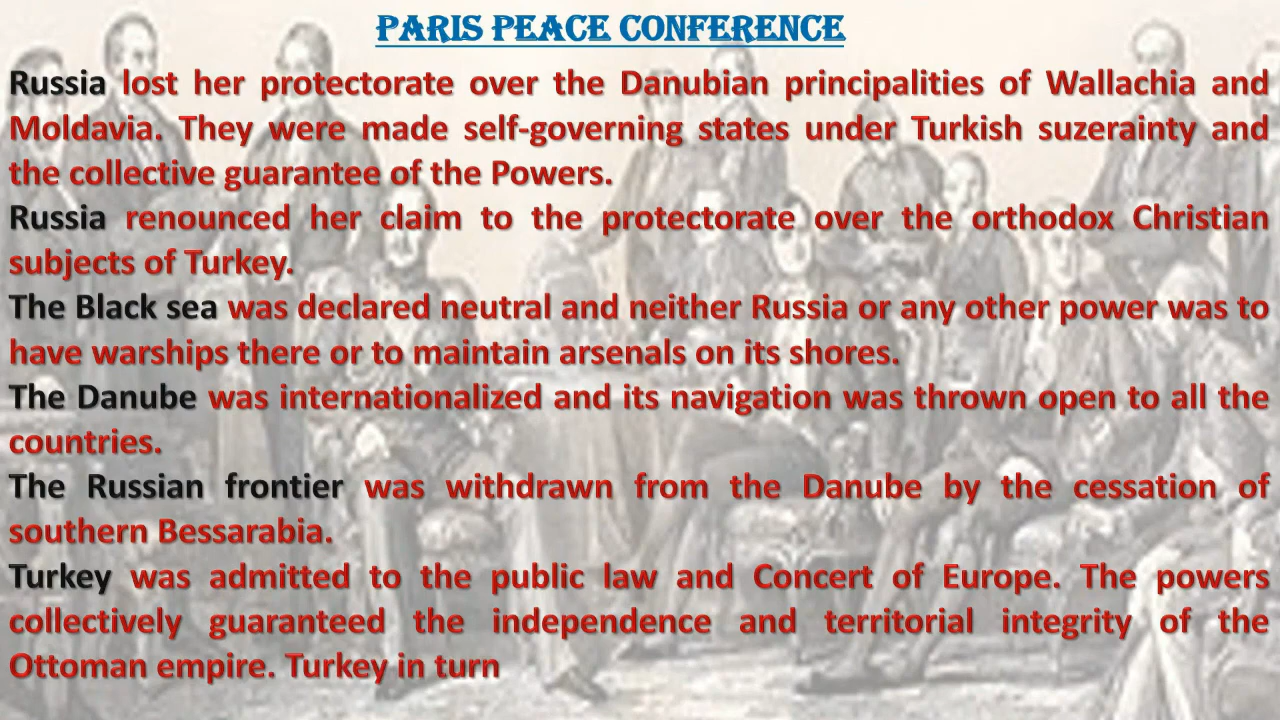 PARIS PEACE CONFERENCE
Russia lost her protectorate over the Danubian principalities of Wallachia and
Moldavia. They were made self-governing states under Turkish suzerainty and
the collective guarantee of the Powers.
Russia renounced her claim to the protectorate over the orthodox Christian
subjects of Turkey.
The Black sea was declared neutral and neither Russia or any other power was to
have warships there or to maintain arsenals on its shores.
The Danube was internationalized and its navigation was thrown open to all the
countries.
The Russian frontier was withdrawn from the Danube by the cessation of
southern Bessarabia.
Turkey was admitted to the public law and Concert of Europe. The powers
collectively guaranteed the independence and territorial integrity of the
Ottoman empire. Turkey in turn